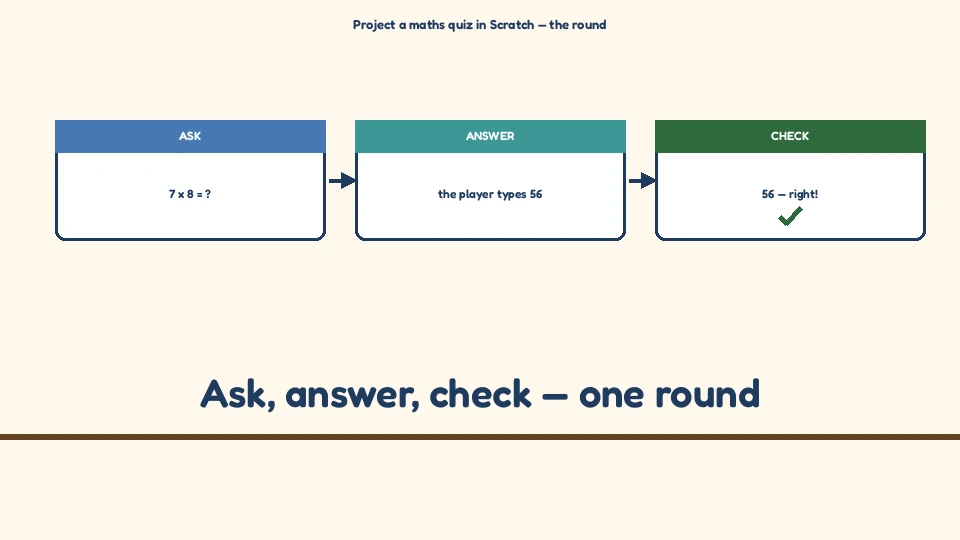 Project a maths quiz in Scratch — the round
ASK
7 x 8 = ?
ANSWER
the player types 56
CHECK
56 — right!
Ask, answer, check — one round